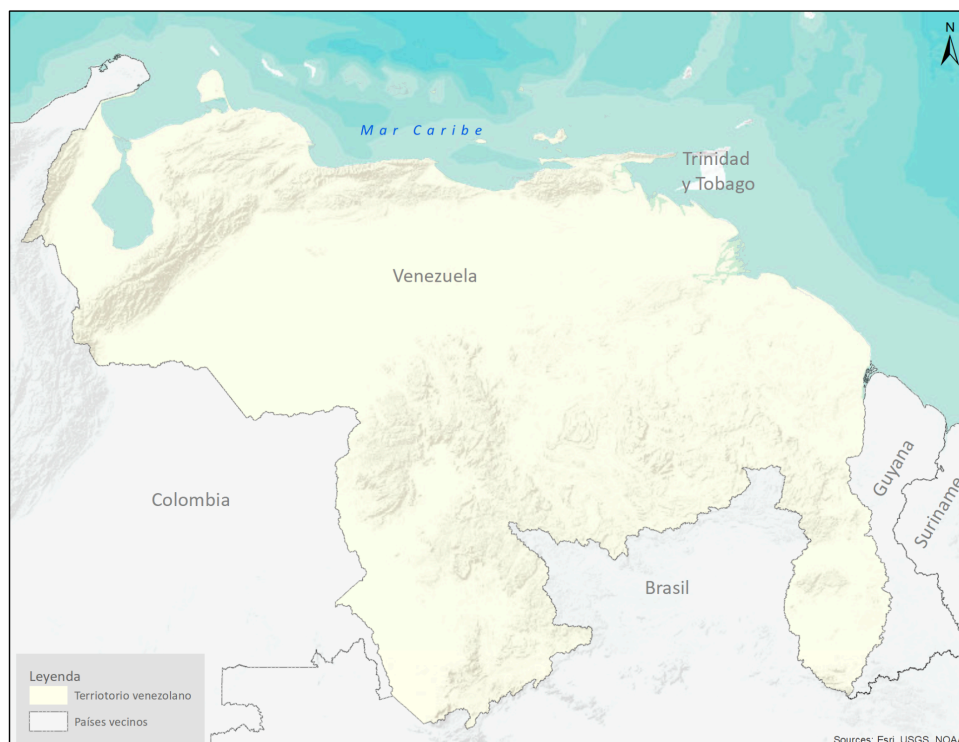 N
Mar Caribe
Trinidad
y Tobago
Venezuela
Guyana
Suriname
Colombia
Brasil
Leyenda
Terriotorio venezolano
Países vecinos
Sources: Esri, USGS, NOAA